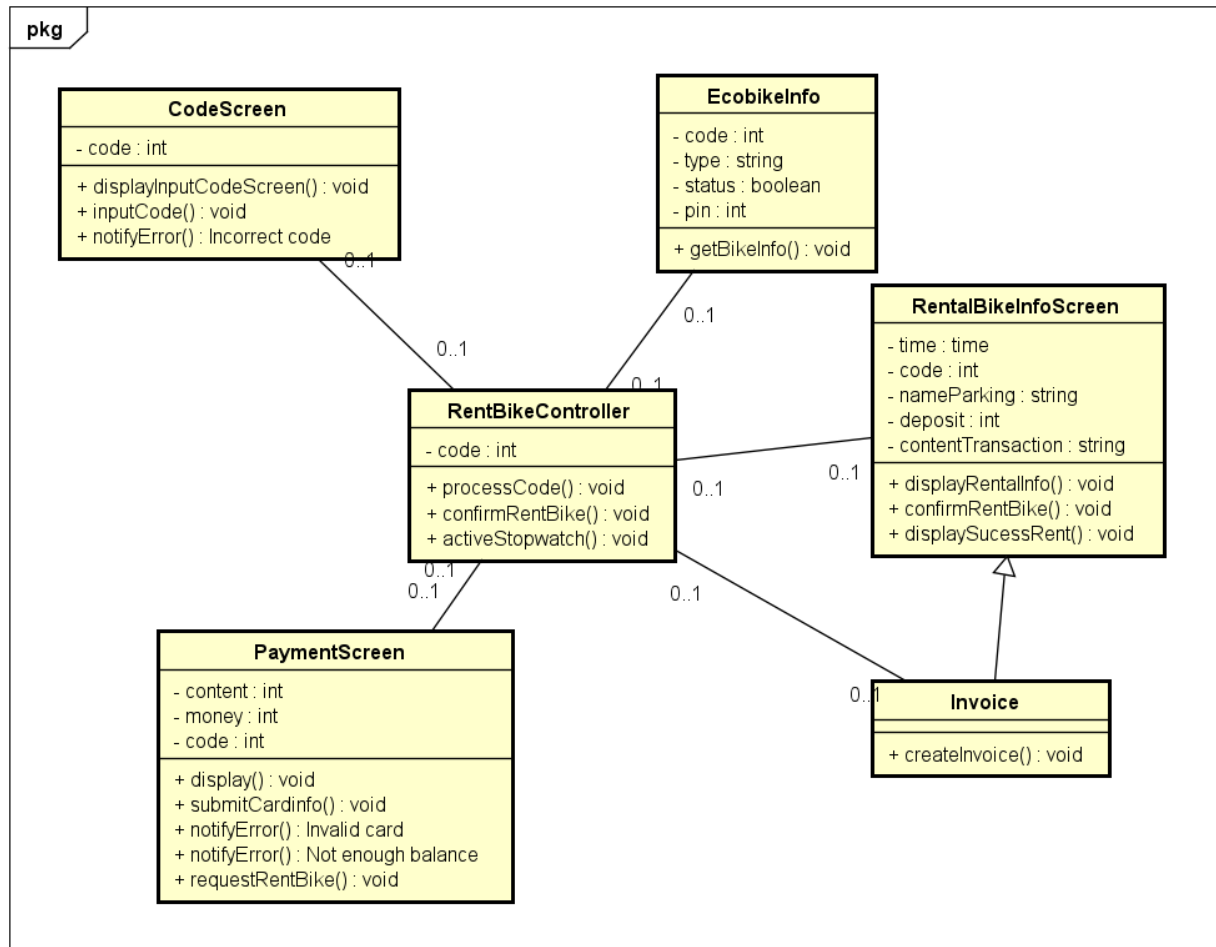 pkg
CodeScreen
- code : int
+ displayInputCodeScreen() : void
+ inputCode() : void
+ notifyError() : Incorrect code
0..1
0..1
EcobikeInfo
- code : int
- type : string
- status : boolean
- pin : int
+ getBikeInfo() : void
0..1
0..1
RentalBikeInfoScreen
- time : time
- code : int
- nameParking : string
- deposit : int
- contentTransaction : string
+ displayRentalInfo() : void
+ confirmRentBike() : void
+ displaySucessRent() : void
RentBikeController
- code : int
+ processCode() : void
+ confirmRentBike() : void
+ activeStopwatch() : void
0..1
0..1
0..1
0..1
0..1
0..1
PaymentScreen
- content : int
- money : int
- code : int
+ display() : void
+ submitCardinfo() : void
+ notifyError() : Invalid card
+ notifyError() : Not enough balance
+ requestRentBike() : void
Invoice
+ createInvoice() : void